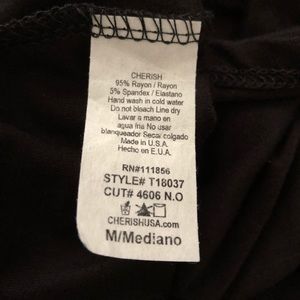 CHERISH
95% Rayon / Rayon
5% Spandex / Elastano
Hand wash in cold water
Do not bleach Line dry
Lavar a mano en
agua fria No usar
blanqueador Secar colgado
Made in U.S.A.
Hecho en E.U.A.
RN#111856
STYLE# T18037
CUT# 4606 N.O
CHERISHUSA.COM
M/Mediano